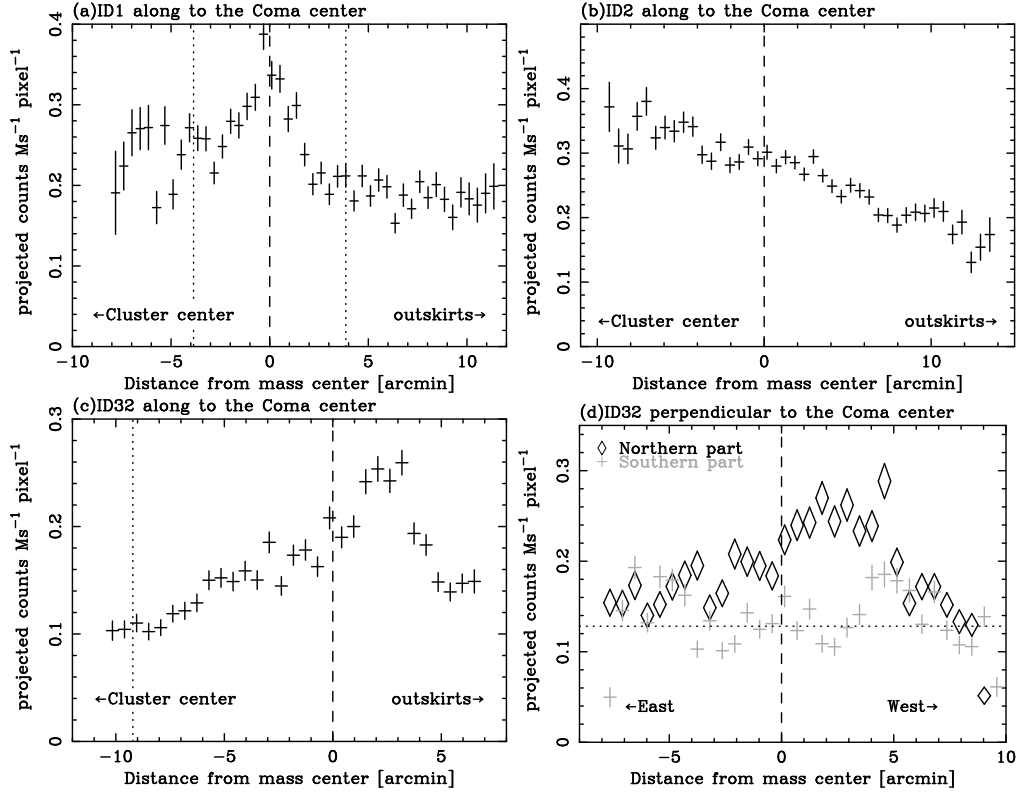 (a)ID1 along to the Coma center
projected counts Ms−1 pixel−1
0 0.1 0.2 0.3 0.4
←Cluster center outskirts→
−10 −5 0 5 10
Distance from mass center [arcmin]
(b)ID2 along to the Coma center
projected counts Ms−1 pixel−1
0 0.1 0.2 0.3 0.4
←Cluster center outskirts→
−10 0 10
Distance from mass center [arcmin]
(c)ID32 along to the Coma center
projected counts Ms−1 pixel−1
0 0.1 0.2 0.3
←Cluster center outskirts→
−10 −5 0 5
Distance from mass center [arcmin]
(d)ID32 perpendicular to the Coma center
projected counts Ms−1 pixel−1
0 0.1 0.2 0.3
Northern part
Southern part
←East West→
−5 0 5 10
Distance from mass center [arcmin]